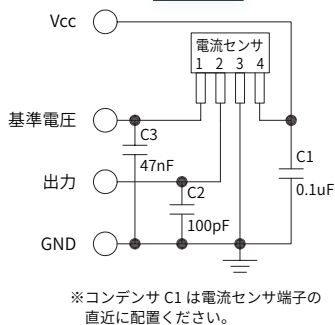 Vcc
電流センサ
1 2 3 4
基準電圧
C3
47nF
C1
0.1uF
出力
C2
100pF
GND
※コンデンサ C1 は電流センサ端子の
直近に配置ください。